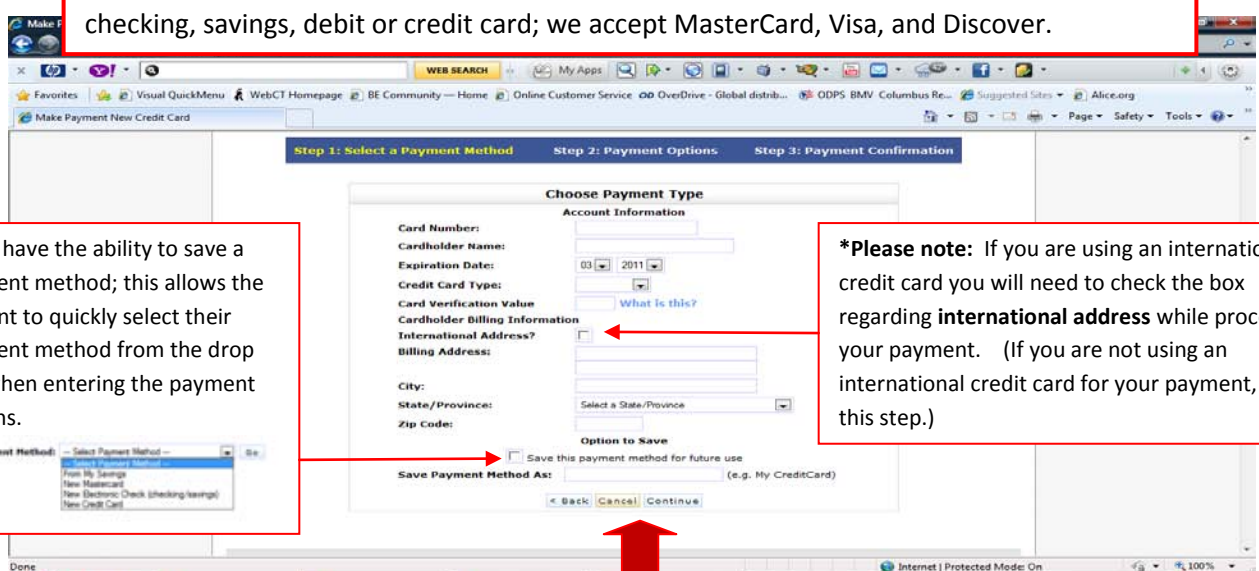 checking, savings, debit or credit card; we accept MasterCard, Visa, and Discover.
Make P
WEB SEARCH
My Apps
Favorites Visual QuickMenu WebCT Homepage BE Community — Home Online Customer Service OverDrive - Global distrib... ODPS BMV Columbus Re... Suggested Sites Alice.org
Make Payment New Credit Card
Page Safety Tools
Step 1: Select a Payment Method Step 2: Payment Options Step 3: Payment Confirmation
Choose Payment Type
Account Information
Card Number:
Cardholder Name:
Expiration Date: 03 2011
Credit Card Type:
Card Verification Value What is this?
Cardholder Billing Information
International Address?
Billing Address:
City:
State/Province: Select a State/Province
Zip Code:
Option to Save
Save this payment method for future use
Save Payment Method As: (e.g. My CreditCard)
< Back Cancel Continue
have the ability to save a
ent method; this allows the
nt to quickly select their
ent method from the drop
hen entering the payment
ns.
ent Method: -- Select Payment Method -- Go
-- Select Payment Method --
From My Savings
New Mastercard
New Electronic Check (checking/savings)
New Credit Card
*Please note: If you are using an internatio
credit card you will need to check the box
regarding international address while proc
your payment. (If you are not using an
international credit card for your payment,
this step.)
Done
Internet | Protected Mode: On
100%